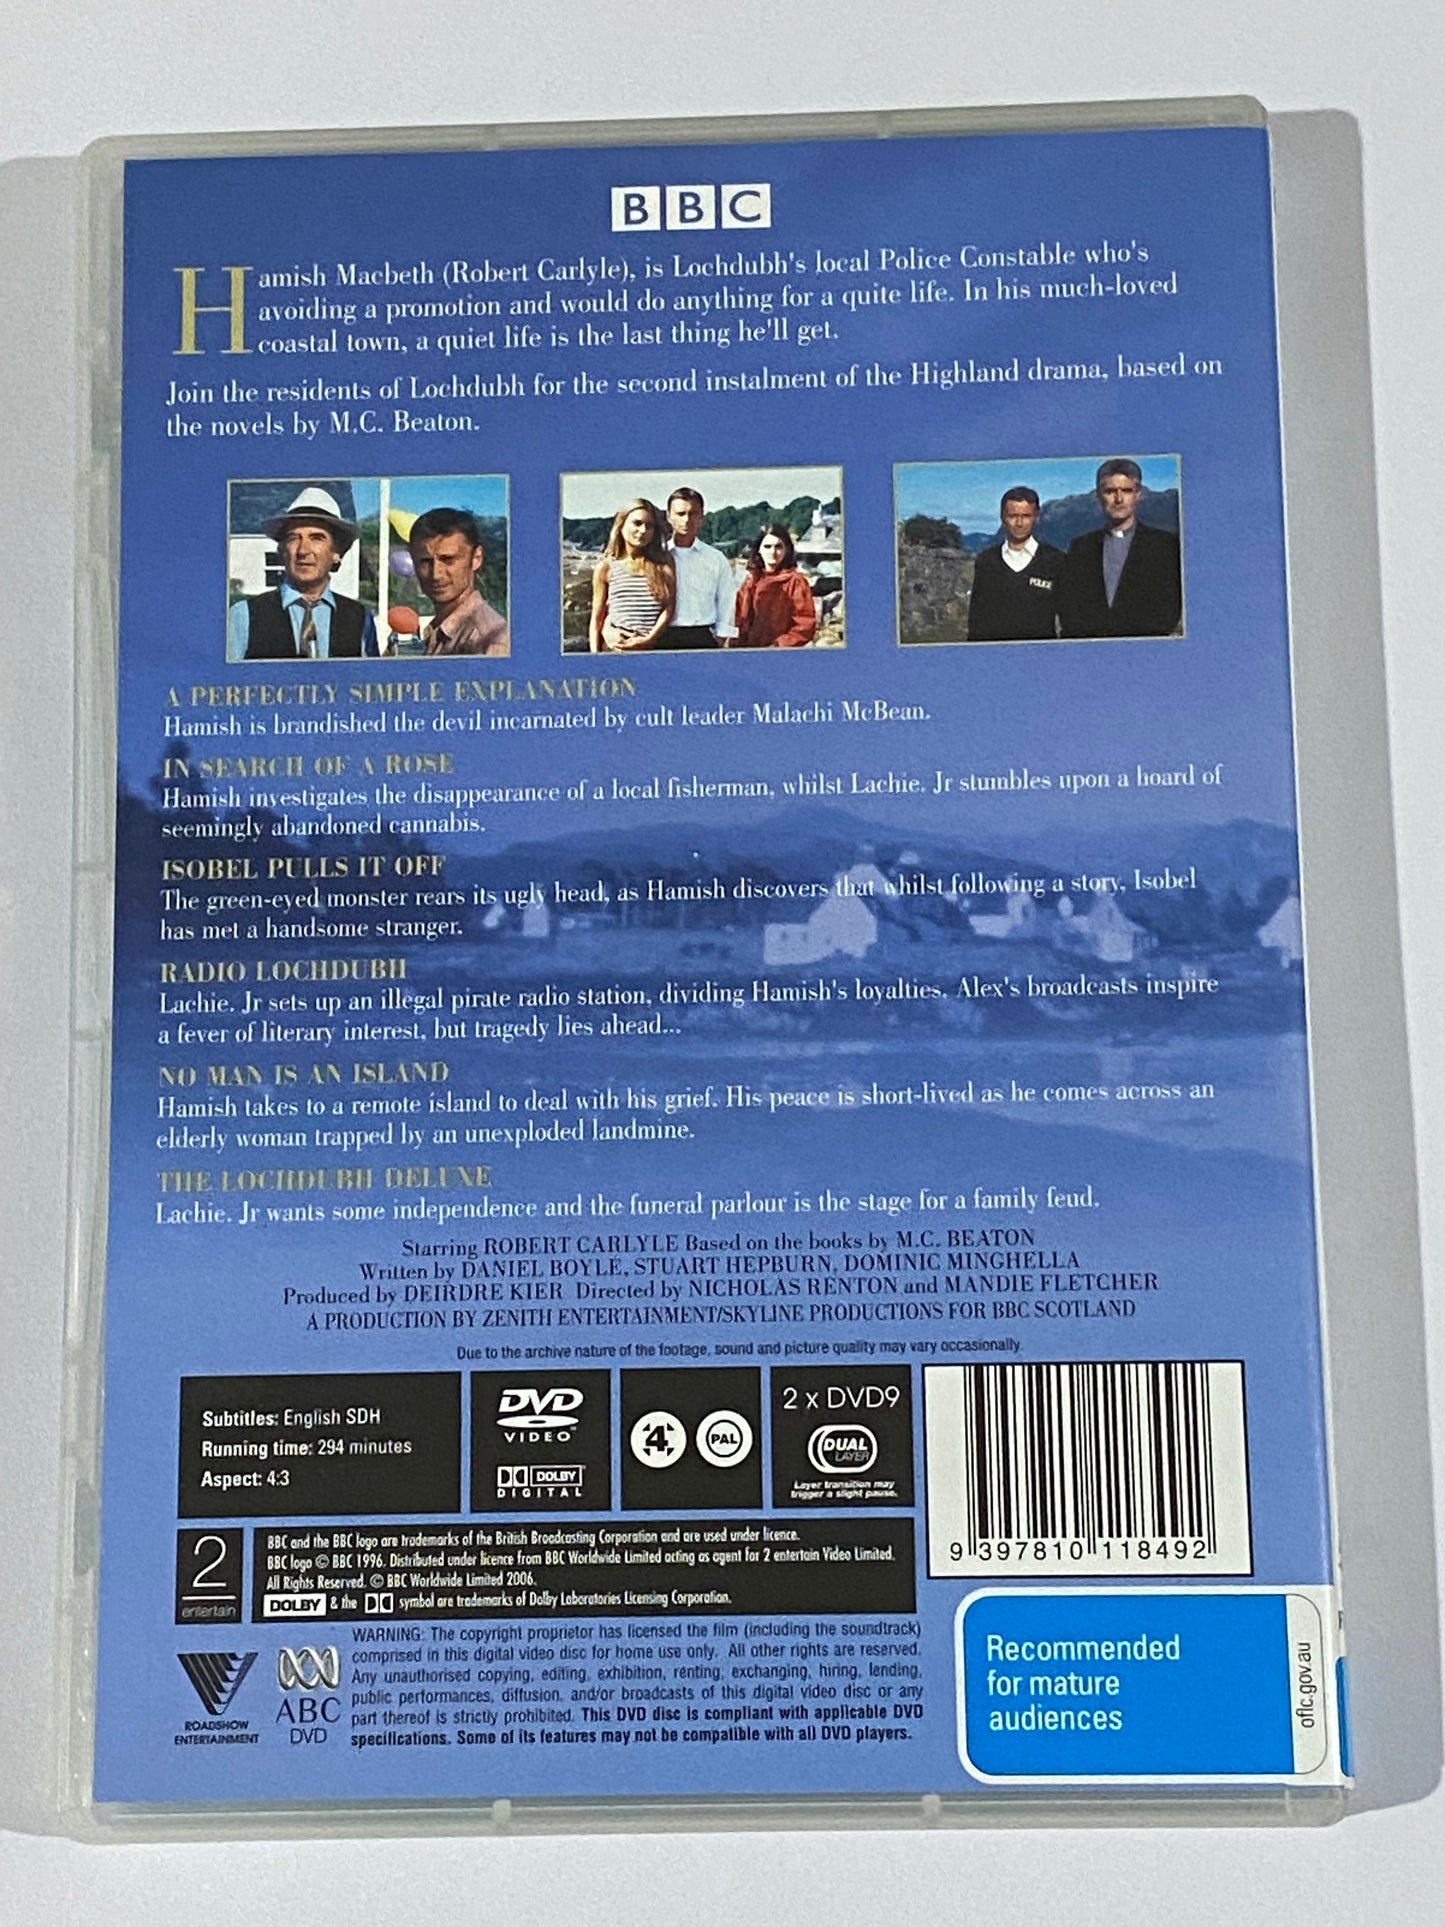 BBC
Hamish Macbeth (Robert Carlyle), is Lochdubh's local Police Constable who's
avoiding a promotion and would do anything for a quite life. In his much-loved
coastal town, a quiet life is the last thing he'll get.
Join the residents of Lochdubh for the second instalment of the Highland drama, based on
the novels by M.C. Beaton.
POLICE
A PERFECTLY SIMPLE EXPLANATION
Hamish is brandished the devil incarnated by cult leader Malachi McBean.
IN SEARCH OF A ROSE
Hamish investigates the disappearance of a local fisherman, whilst Lachie. Jr stumbles upon a hoard of
seemingly abandoned cannabis.
ISOBEL PULLS IT OFF
The green-eyed monster rears its ugly head, as Hamish discovers that whilst following a story, Isobel
has met a handsome stranger.
RADIO LOCHDUBH
Lachie. Jr sets up an illegal pirate radio station, dividing Hamish's loyalties. Alex's broadcasts inspire
a fever of literary interest, but tragedy lies ahead...
NO MAN IS AN ISLAND
Hamish takes to a remote island to deal with his grief. His peace is short-lived as he comes across an
elderly woman trapped by an unexploded landmine.
THE LOCHDUBH DELUXE
Lachie. Jr wants some independence and the funeral parlour is the stage for a family feud.
Starring ROBERT CARLYLE Based on the books by M.C. BEATON
Written by DANIEL BOYLE, STUART HEPBURN, DOMINIC MINGHELLA
Produced by DEIRDRE KIER Directed by NICHOLAS RENTON and MANDIE FLETCHER
A PRODUCTION BY ZENITH ENTERTAINMENT/SKYLINE PRODUCTIONS FOR BBC SCOTLAND
Due to the archive nature of the footage, sound and picture quality may vary occasionally.
Subtitles: English SDH
Running time: 294 minutes
Aspect: 4:3
DVD
VIDEO
DOLBY
DIGITAL
4
PAL
2 x DVD9
DUAL
LAYER
Layer transition may
trigger a slight pause.
9 397810 118492
2
entertain
BBC and the BBC logo are trademarks of the British Broadcasting Corporation and are used under licence.
BBC logo © BBC 1996. Distributed under licence from BBC Worldwide Limited acting as agent for 2 entertain Video Limited.
All Rights Reserved. © BBC Worldwide Limited 2006.
DOLBY & the DD symbol are trademarks of Dolby Laboratories Licensing Corporation.
ROADSHOW
ENTERTAINMENT
ABC
DVD
WARNING: The copyright proprietor has licensed the film (including the soundtrack)
comprised in this digital video disc for home use only. All other rights are reserved.
Any unauthorised copying, editing, exhibition, renting, exchanging, hiring, lending,
public performances, diffusion, and/or broadcasts of this digital video disc or any
part thereof is strictly prohibited. This DVD disc is compliant with applicable DVD
specifications. Some of its features may not be compatible with all DVD players.
Recommended
for mature
audiences
oflc.gov.au